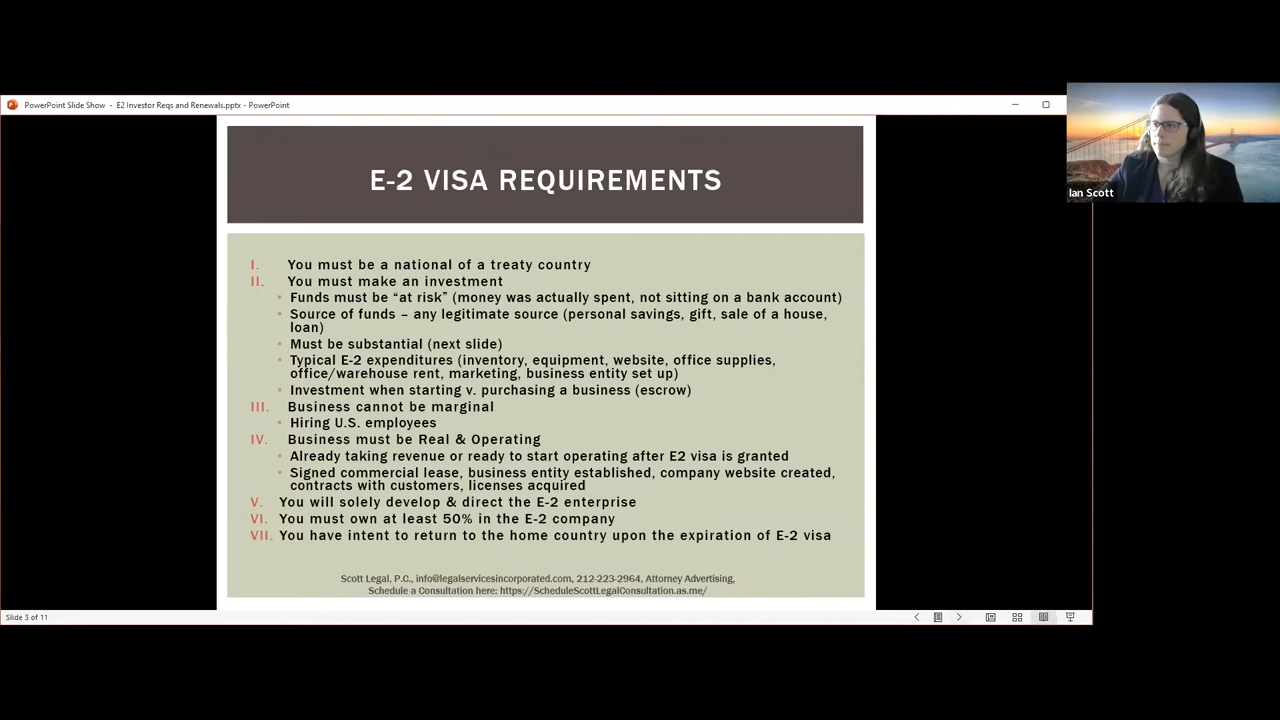 PowerPoint Slide Show - E2 Investor Reqs and Renewals.pptx - PowerPoint
Ian Scott
E-2 VISA REQUIREMENTS
I. You must be a national of a treaty country
II. You must make an investment
• Funds must be “at risk” (money was actually spent, not sitting on a bank account)
• Source of funds – any legitimate source (personal savings, gift, sale of a house,
loan)
• Must be substantial (next slide)
• Typical E-2 expenditures (inventory, equipment, website, office supplies,
office/warehouse rent, marketing, business entity set up)
• Investment when starting v. purchasing a business (escrow)
III. Business cannot be marginal
• Hiring U.S. employees
IV. Business must be Real & Operating
• Already taking revenue or ready to start operating after E2 visa is granted
• Signed commercial lease, business entity established, company website created,
contracts with customers, licenses acquired
V. You will solely develop & direct the E-2 enterprise
VI. You must own at least 50% in the E-2 company
VII. You have intent to return to the home country upon the expiration of E-2 visa
Scott Legal, P.C., info@legalservicesincorporated.com, 212-223-2964, Attorney Advertising,
Schedule a Consultation here: https://ScheduleScottLegalConsultation.as.me/
Slide 3 of 11